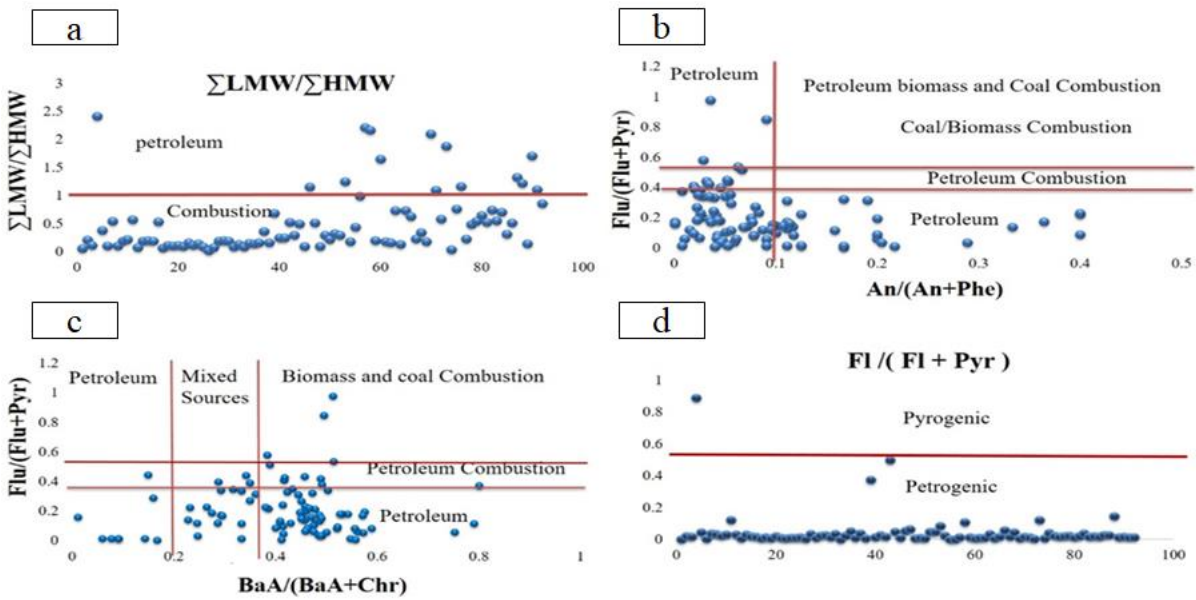 a
∑LMW/∑HMW
∑LMW/∑HMW
3
2.5
2
1.5
1
0.5
0
petroleum
Combustion
0 20 40 60 80 100
b
Flu/(Flu+Pyr)
1.2
1
0.8
0.6
0.4
0.2
0
Petroleum
Petroleum biomass and Coal Combustion
Coal/Biomass Combustion
Petroleum Combustion
Petroleum
0 0.1 0.2 0.3 0.4 0.5
An/(An+Phe)
c
Flu/(Flu+Pyr)
1.2
1
0.8
0.6
0.4
0.2
0
Petroleum
Mixed
Sources
Biomass and coal Combustion
Petroleum Combustion
Petroleum
0 0.2 0.4 0.6 0.8 1
BaA/(BaA+Chr)
d
Fl /( Fl + Pyr )
1
0.8
0.6
0.4
0.2
0
Pyrogenic
Petrogenic
0 20 40 60 80 100